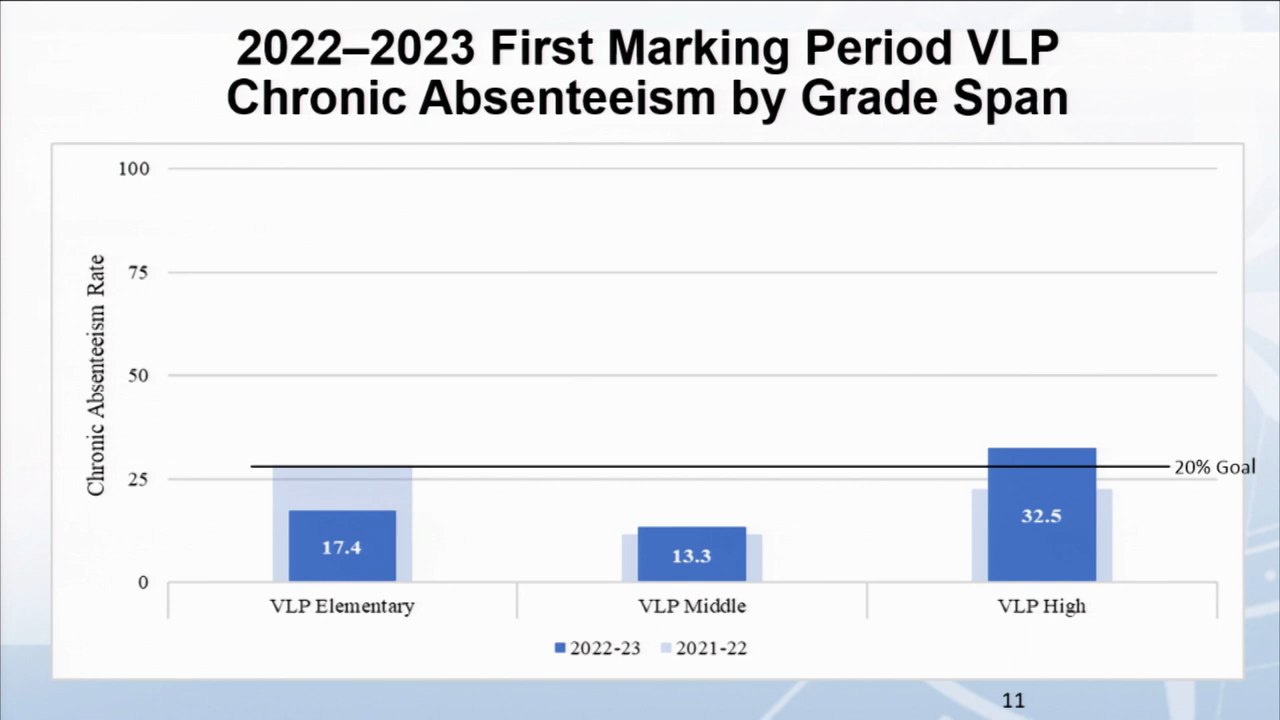 2022–2023 First Marking Period VLP
Chronic Absenteeism by Grade Span
Chronic Absenteeism Rate
100
75
50
25
0
20% Goal
17.4
13.3
32.5
VLP Elementary
VLP Middle
VLP High
2022-23
2021-22
11